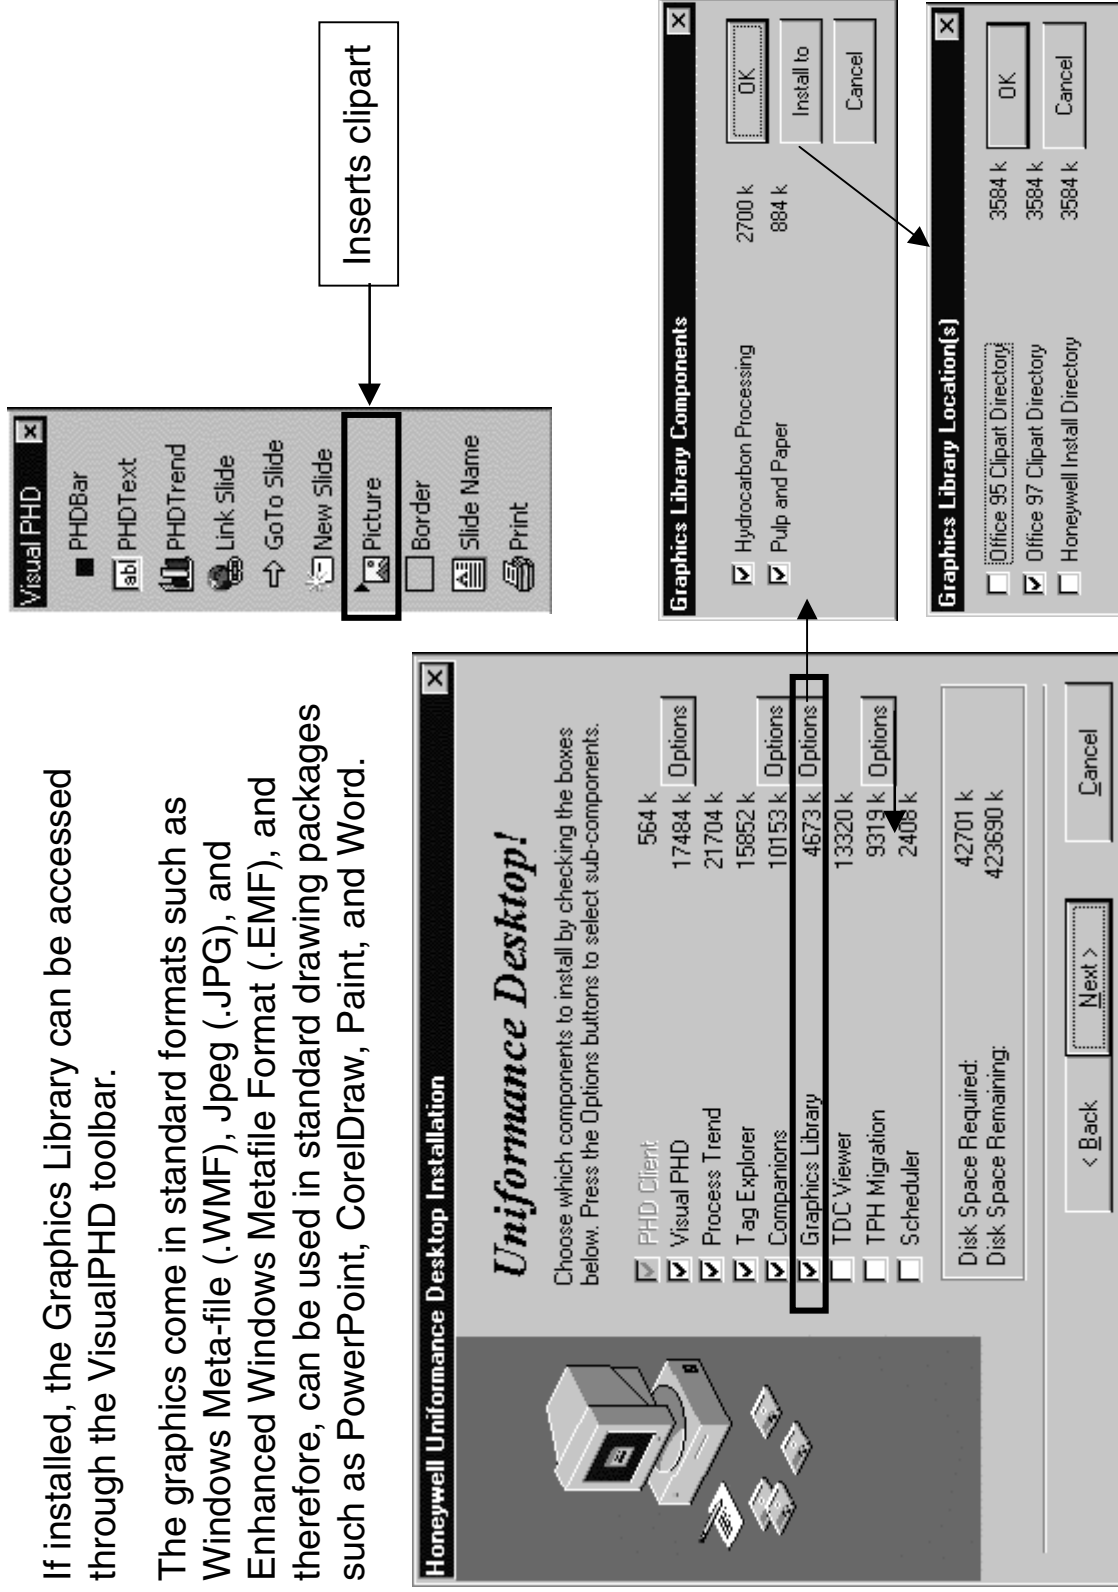 If installed, the Graphics Library can be accessed
through the VisualPHD toolbar.
The graphics come in standard formats such as
Windows Meta-file (.WMF), Jpeg (.JPG), and
Enhanced Windows Metafile Format (.EMF), and
therefore, can be used in standard drawing packages
such as PowerPoint, CorelDraw, Paint, and Word.
Visual PHD
PHDBar
abl PHDText
PHDTrend
Link Slide
GoTo Slide
New Slide
Picture
Border
Slide Name
Print
Inserts clipart
Honeywell Uniformance Desktop Installation
Uniformance Desktop!
Choose which components to install by checking the boxes
below. Press the Options buttons to select sub-components.
PHD Client 564 k
Visual PHD 17484 k Options
Process Trend 21704 k
Tag Explorer 15852 k
Companions 10153 k Options
Graphics Library 4673 k Options
TDC Viewer 13320 k
TPH Migration 9319 k Options
Scheduler 2408 k
Disk Space Required: 42701 k
Disk Space Remaining: 423690 k
< Back
Next >
Cancel
Graphics Library Components
Hydrocarbon Processing 2700 k
Pulp and Paper 884 k
OK
Install to
Cancel
Graphics Library Location(s)
Office 95 Clipart Directory 3584 k
Office 97 Clipart Directory 3584 k
Honeywell Install Directory 3584 k
OK
Cancel